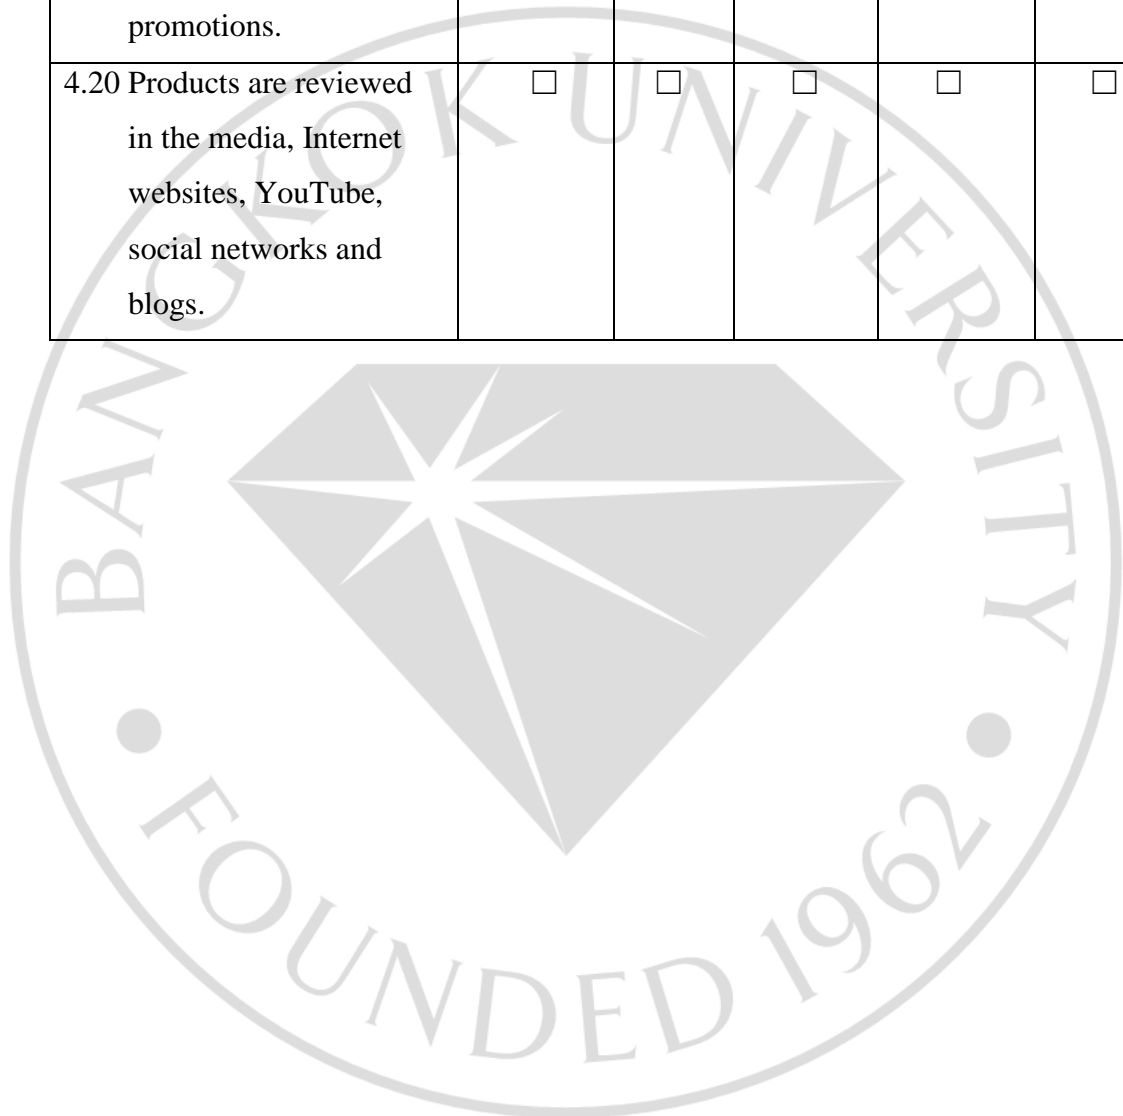 promotions.
4.20 Products are reviewed ☐ ☐ ☐ ☐ ☐
in the media, Internet
websites, YouTube,
social networks and
blogs.
BANGKOK UNIVERSITY
FOUNDED 1962